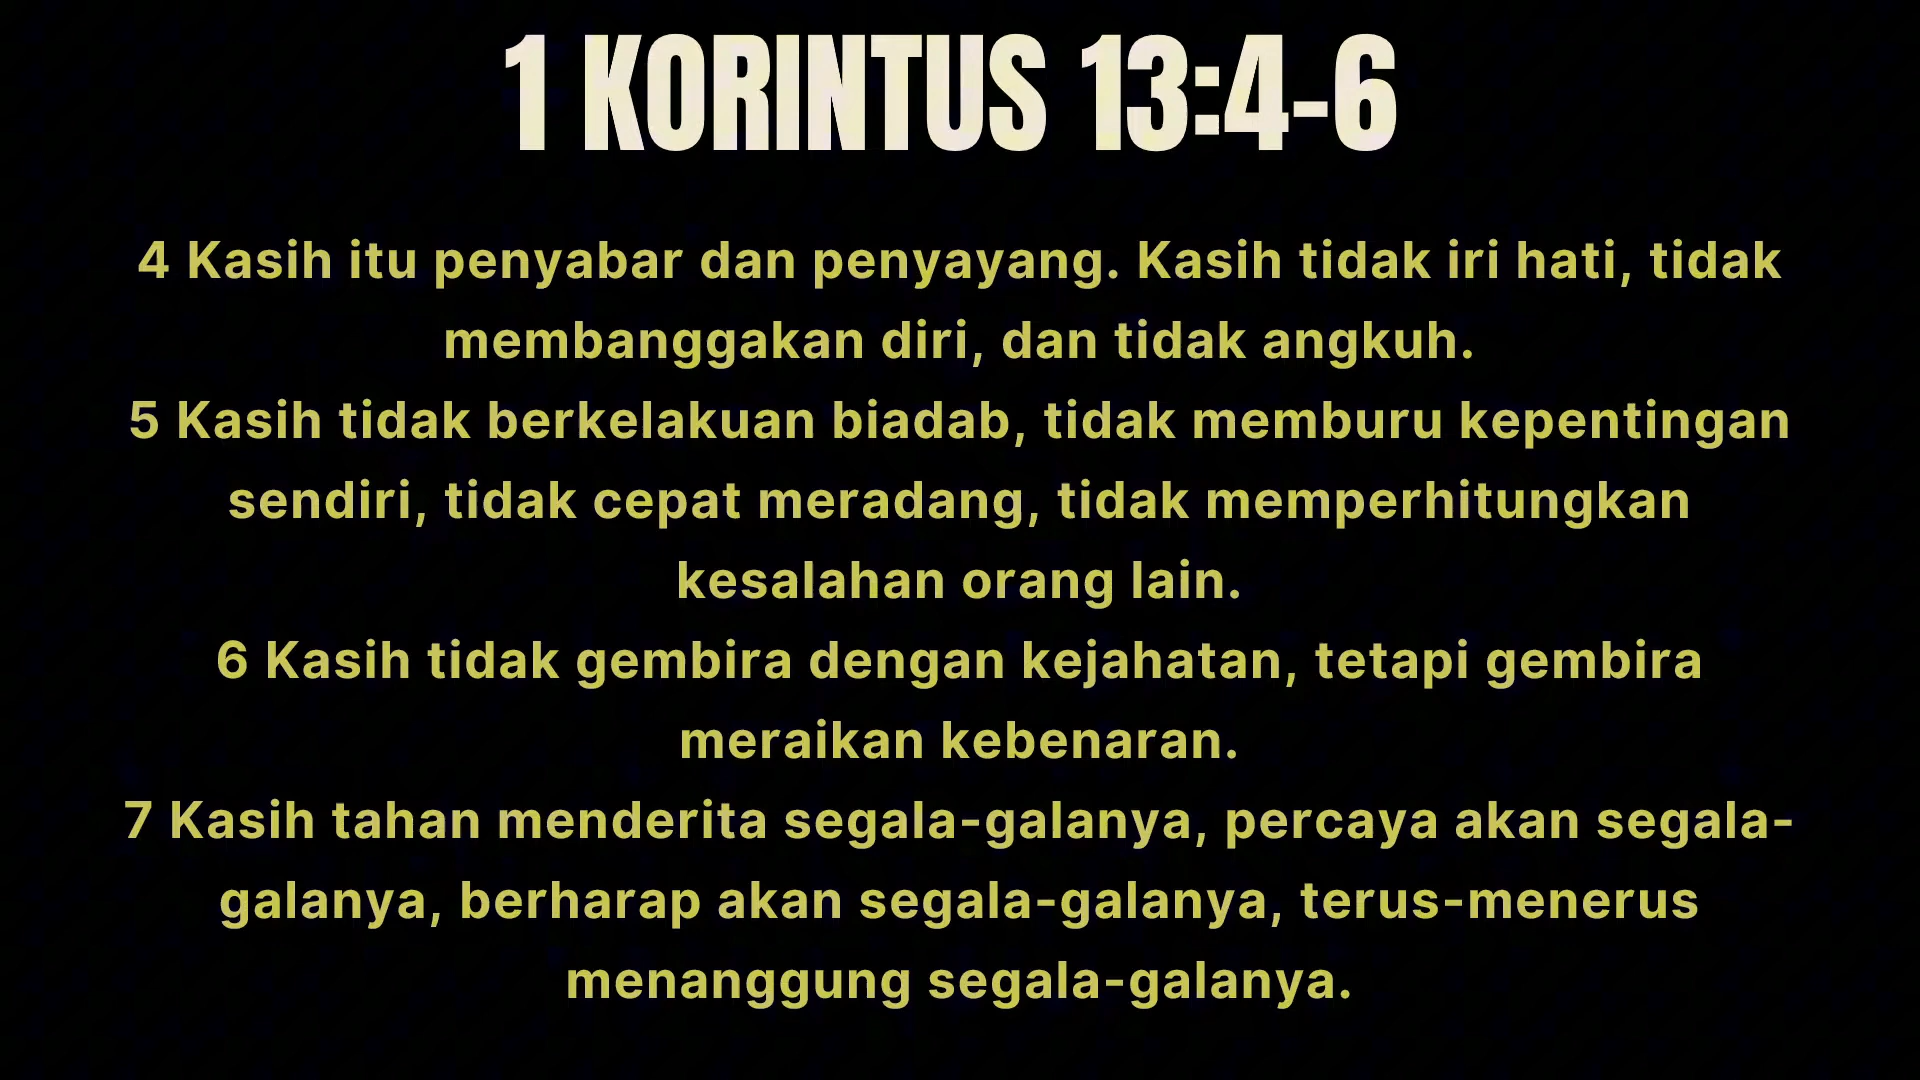 1 KORINTUS 13:4-6
4 Kasih itu penyabar dan penyayang. Kasih tidak iri hati, tidak
membanggakan diri, dan tidak angkuh.
5 Kasih tidak berkelakuan biadab, tidak memburu kepentingan
sendiri, tidak cepat meradang, tidak memperhitungkan
kesalahan orang lain.
6 Kasih tidak gembira dengan kejahatan, tetapi gembira
meraikan kebenaran.
7 Kasih tahan menderita segala-galanya, percaya akan segala-
galanya, berharap akan segala-galanya, terus-menerus
menanggung segala-galanya.